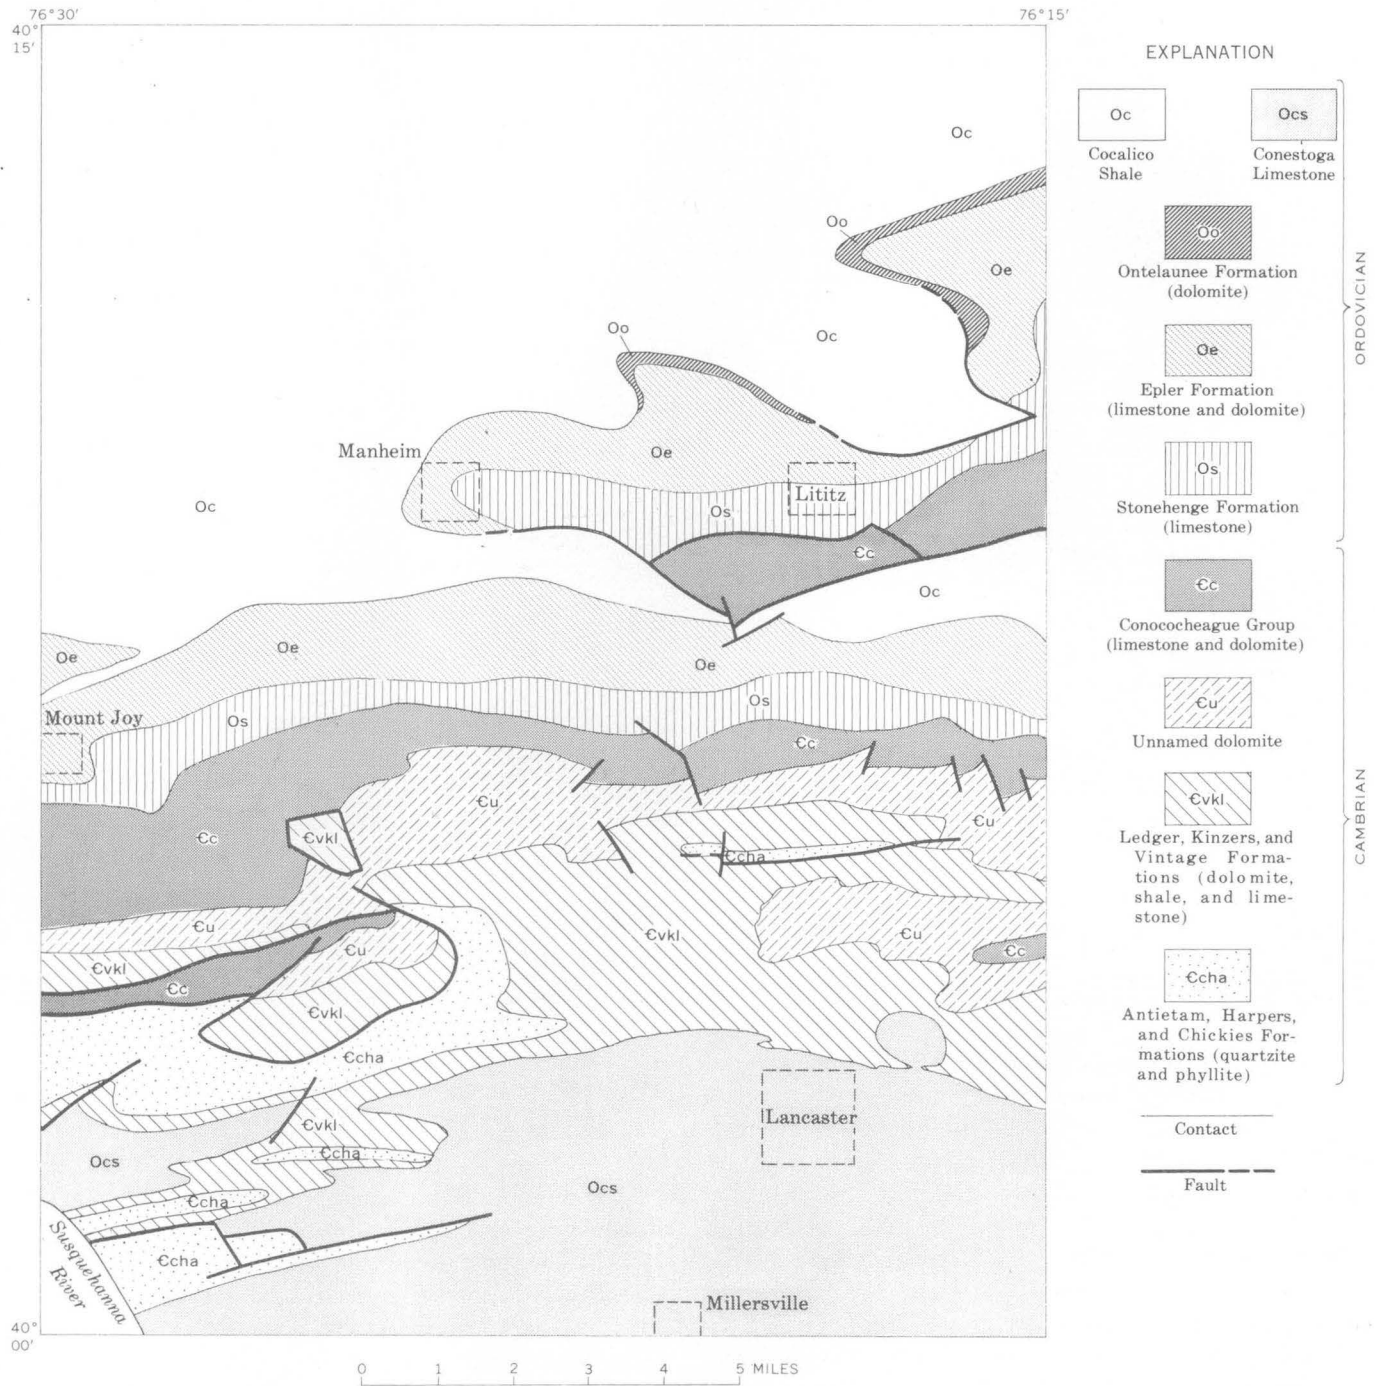 76°30'
76°15'
40°
15'
EXPLANATION
Oc
Ocs
Cocalico
Shale
Conestoga
Limestone
Oo
Ontelaunee Formation
(dolomite)
Oe
Epler Formation
(limestone and dolomite)
Os
Stonehenge Formation
(limestone)
ORDOVICIAN
Єc
Conococheague Group
(limestone and dolomite)
Єu
Unnamed dolomite
Єvkl
Ledger, Kinzers, and
Vintage Forma-
tions (dolomite,
shale, and lime-
stone)
Єcha
Antietam, Harpers,
and Chickies For-
mations (quartzite
and phyllite)
CAMBRIAN
Contact
Fault
Oc
Oo
Oe
Oo
Oc
Manheim
Oe
Lititz
Oc
Os
Єc
Oc
Oe
Oe
Oe
Mount Joy
Os
Os
Єc
Єu
Єc
Єvkl
Єu
Єcha
Єu
Єvkl
Єu
Єu
Єc
Єvkl
Єc
Єvkl
Єcha
Lancaster
Єvkl
Єcha
Ocs
Ocs
Єcha
Єcha
Susquehanna
River
Millersville
40°
00'
0 1 2 3 4 5 MILES